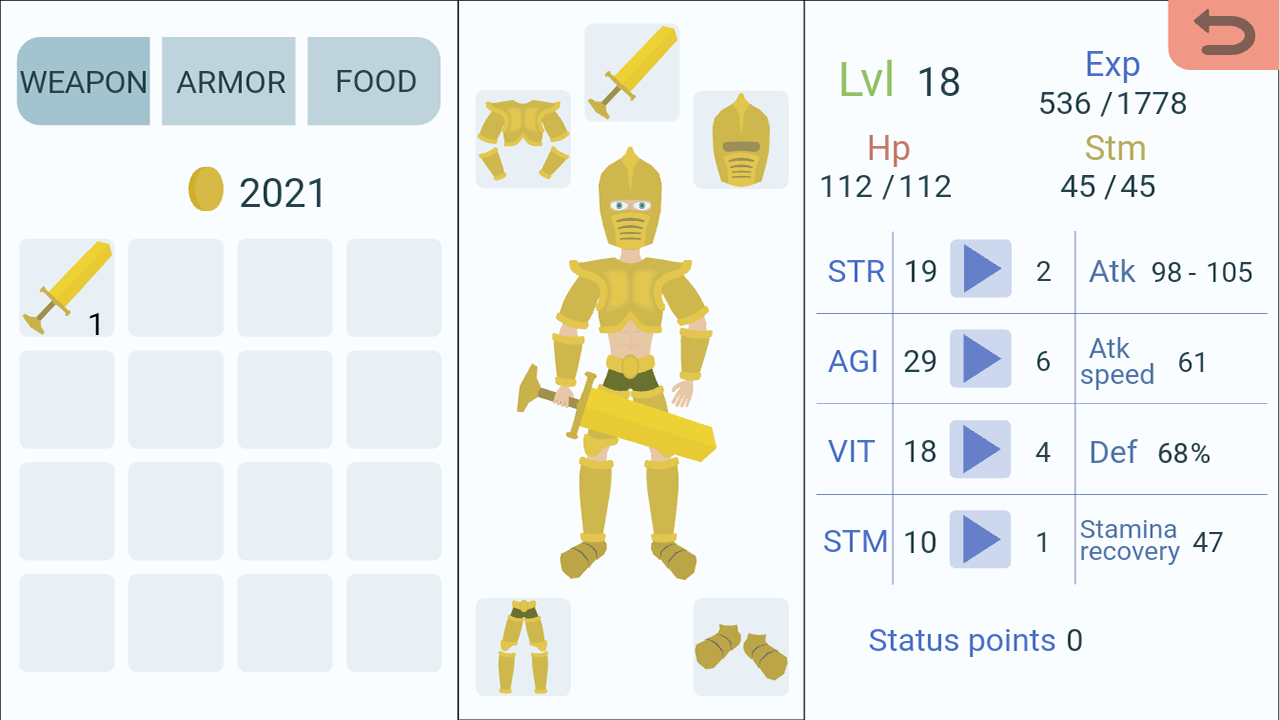 WEAPON ARMOR FOOD
2021
1
Lvl 18
Exp
536 / 1778
Hp
112 / 112
Stm
45 / 45
STR 19 2 Atk 98 - 105
AGI 29 6 Atk speed 61
VIT 18 4 Def 68%
STM 10 1 Stamina recovery 47
Status points 0